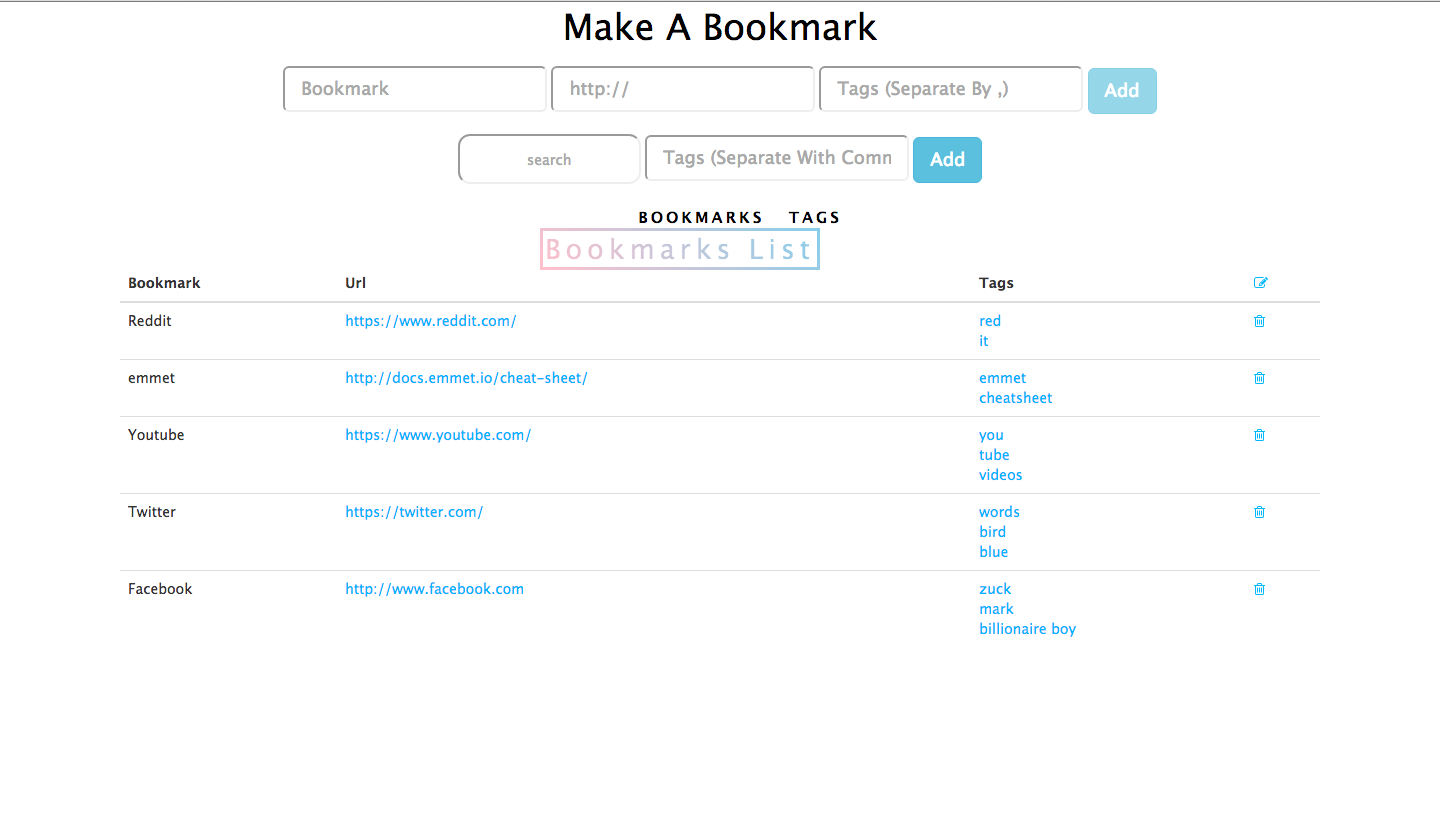 Make A Bookmark
Bookmark http:// Tags (Separate By ,) Add
search Tags (Separate With Comn Add
BOOKMARKS TAGS
Bookmarks List
Bookmark Url Tags
Reddit https://www.reddit.com/ red
it
emmet http://docs.emmet.io/cheat-sheet/ emmet
cheatsheet
Youtube https://www.youtube.com/ you
tube
videos
Twitter https://twitter.com/ words
bird
blue
Facebook http://www.facebook.com zuck
mark
billionaire boy